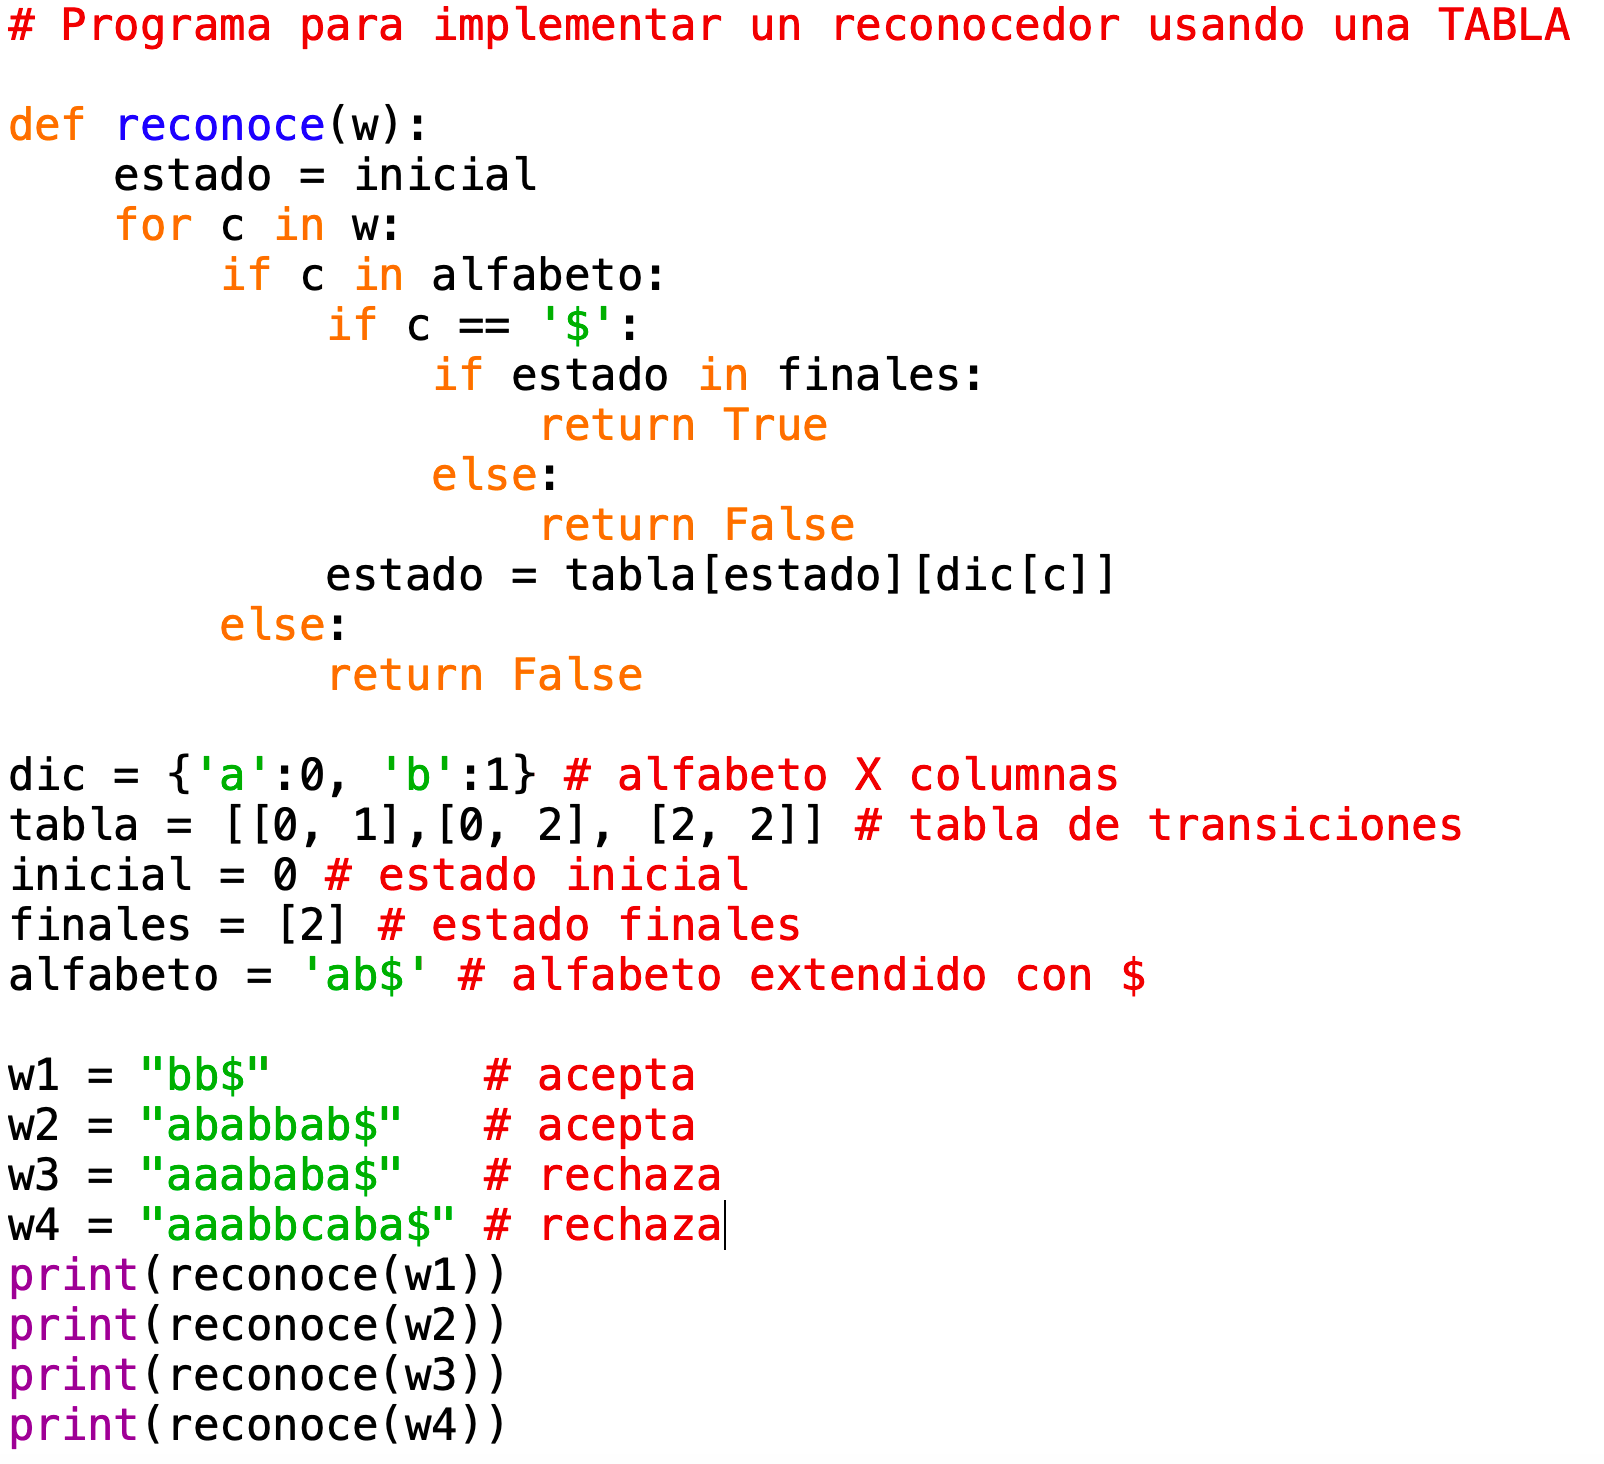 # Programa para implementar un reconocedor usando una TABLA

def reconoce(w):
    estado = inicial
    for c in w:
        if c in alfabeto:
            if c == '$':
                if estado in finales:
                    return True
                else:
                    return False
            estado = tabla[estado][dic[c]]
        else:
            return False

dic = {'a':0, 'b':1} # alfabeto X columnas
tabla = [[0, 1],[0, 2], [2, 2]] # tabla de transiciones
inicial = 0 # estado inicial
finales = [2] # estado finales
alfabeto = 'ab$' # alfabeto extendido con $

w1 = "bb$"        # acepta
w2 = "ababbab$"   # acepta
w3 = "aaababa$"   # rechaza
w4 = "aaabbcaba$" # rechaza
print(reconoce(w1))
print(reconoce(w2))
print(reconoce(w3))
print(reconoce(w4))